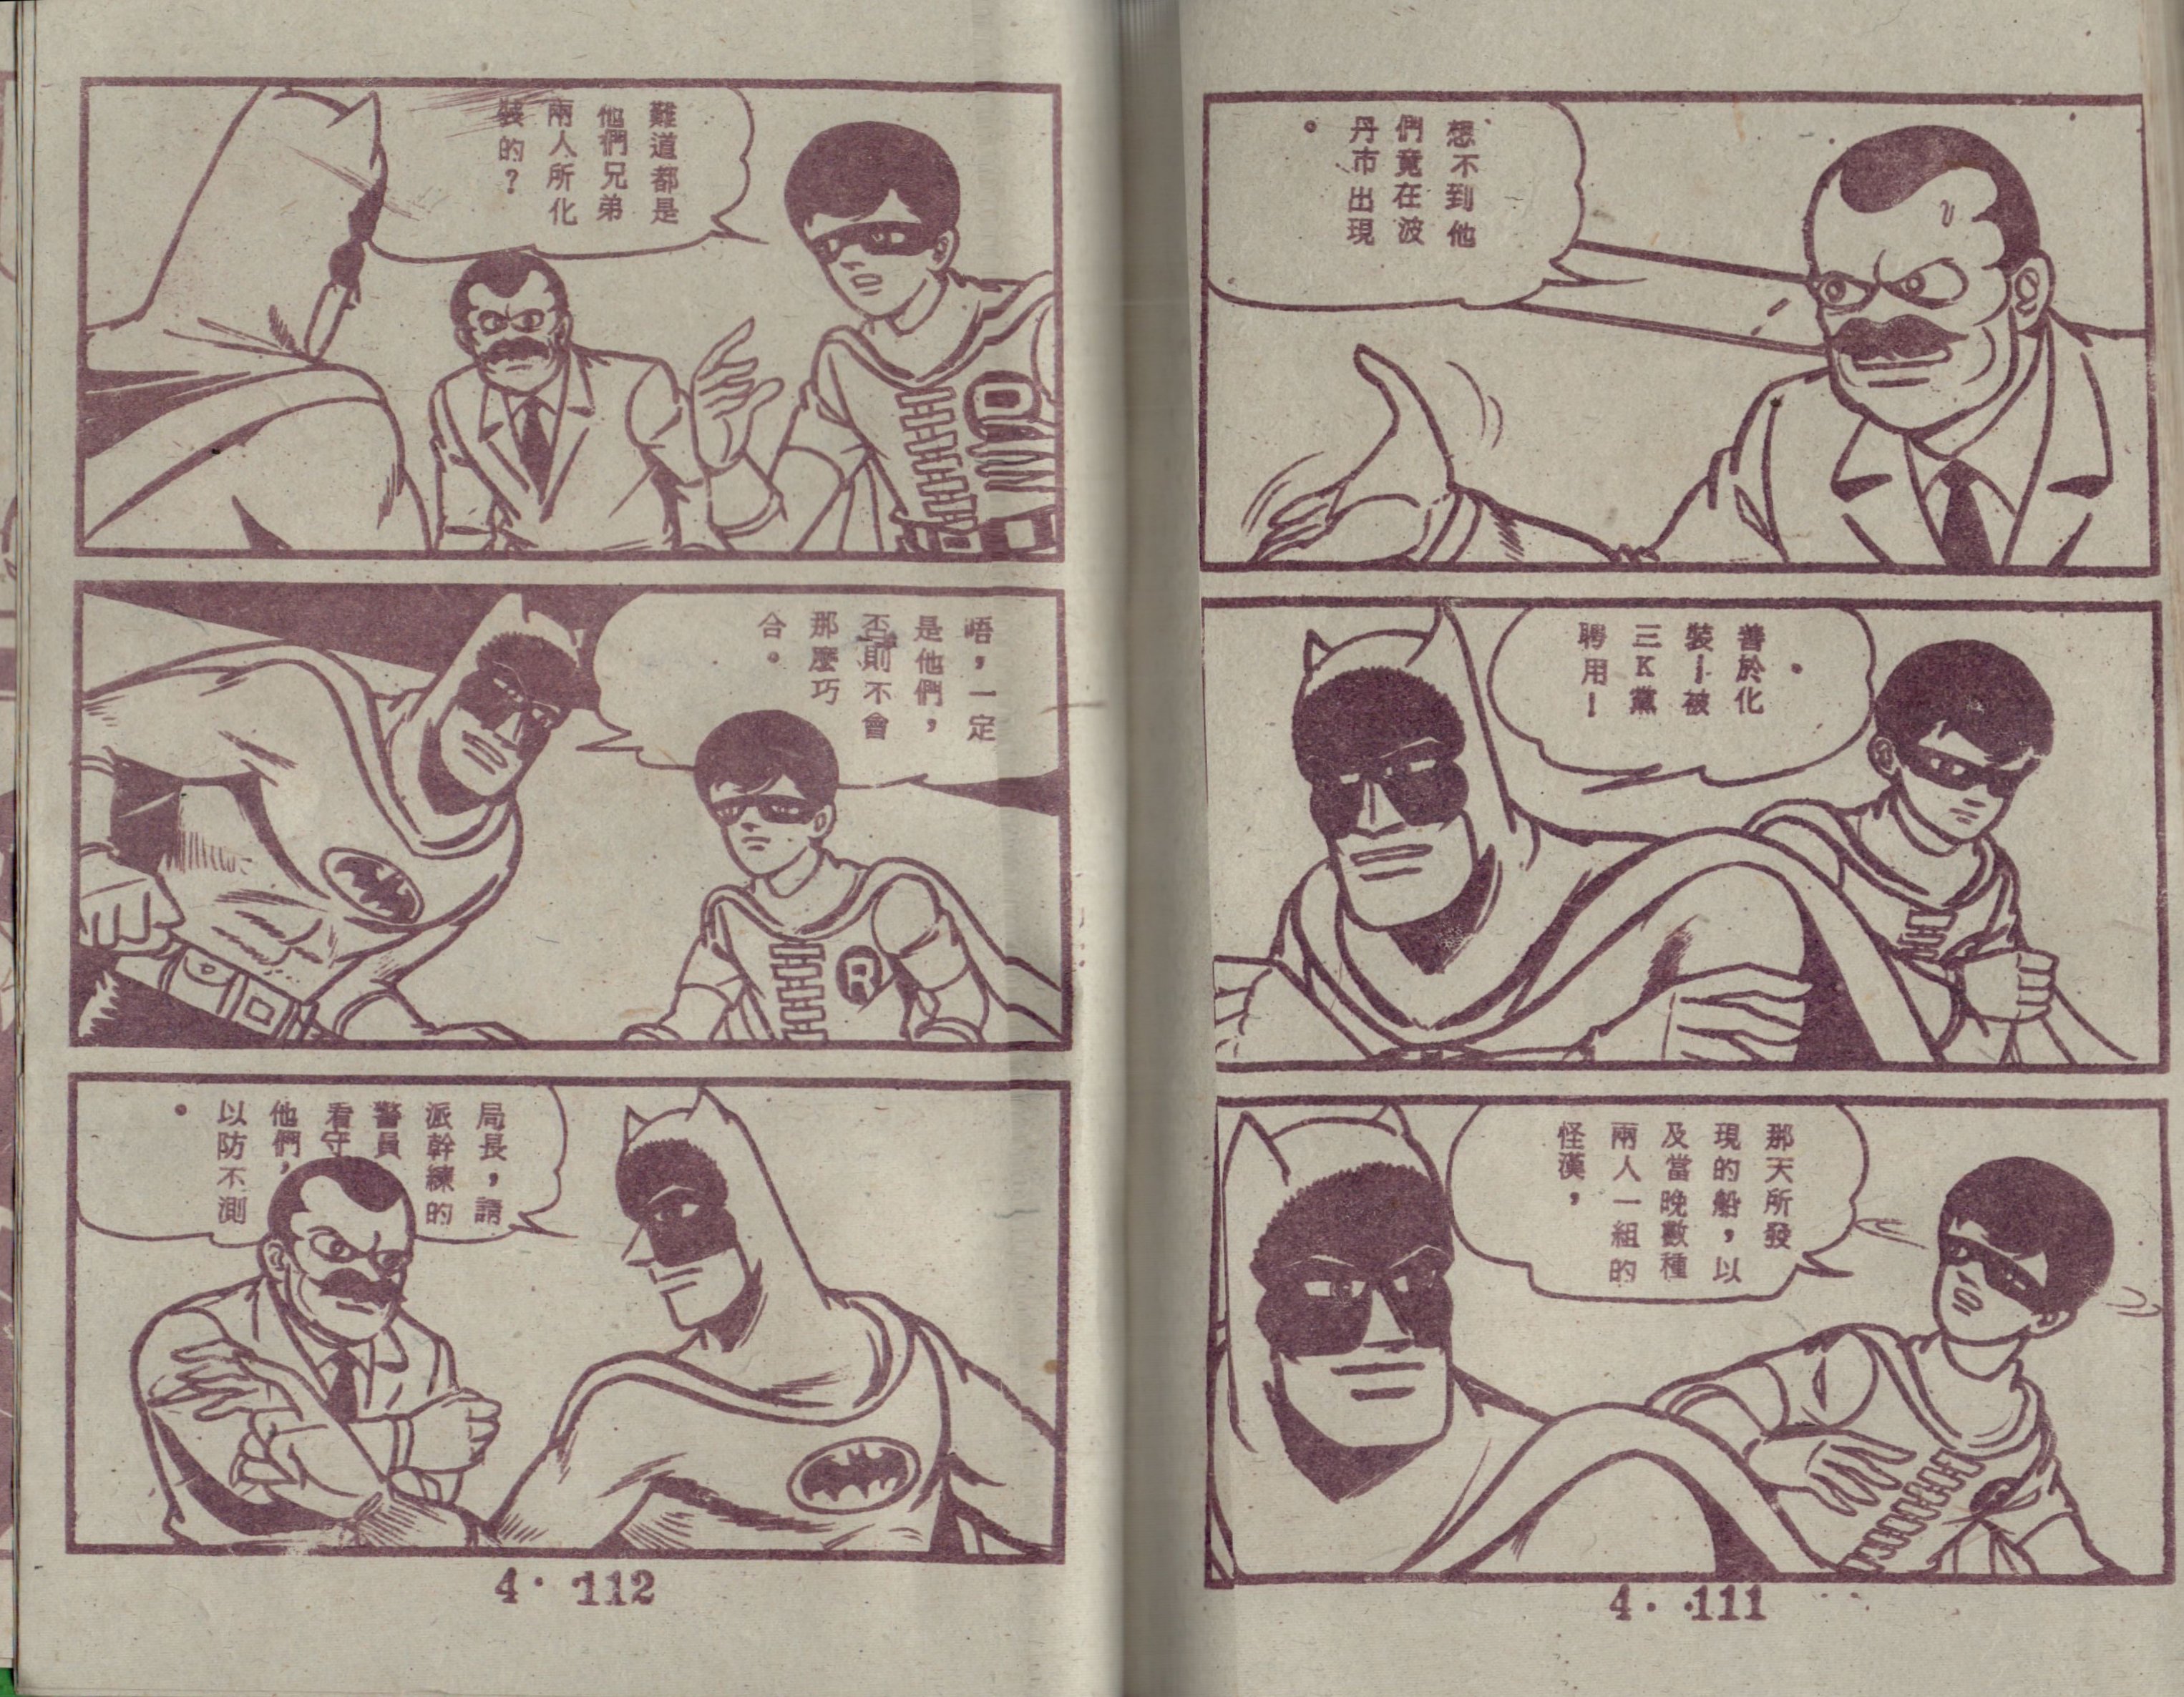 想不到他
們竟在波
丹市出現
。
善於化
裝！被
三K黨
聘用！
那天所發
現的船，以
及當晚數種
兩人一組的
怪漢，
4．111
難道都是
他們兄弟
兩人所化
裝的？
唔，一定
是他們，
否則不會
那麼巧
合。
R
局長，請
派幹練的
警員
看守
他們，
以防不測
。
4．112